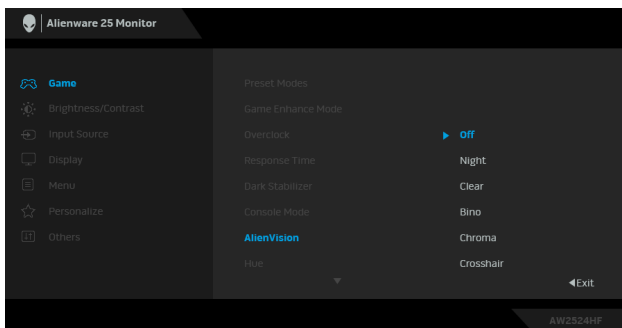 Alienware 25 Monitor
Game
Preset Modes
Brightness/Contrast
Game Enhance Mode
Input Source
Overclock
Off
Display
Response Time
Night
Menu
Dark Stabilizer
Clear
Personalize
Console Mode
Bino
Others
AlienVision
Chroma
Hue
Crosshair
Exit
AW2524HF